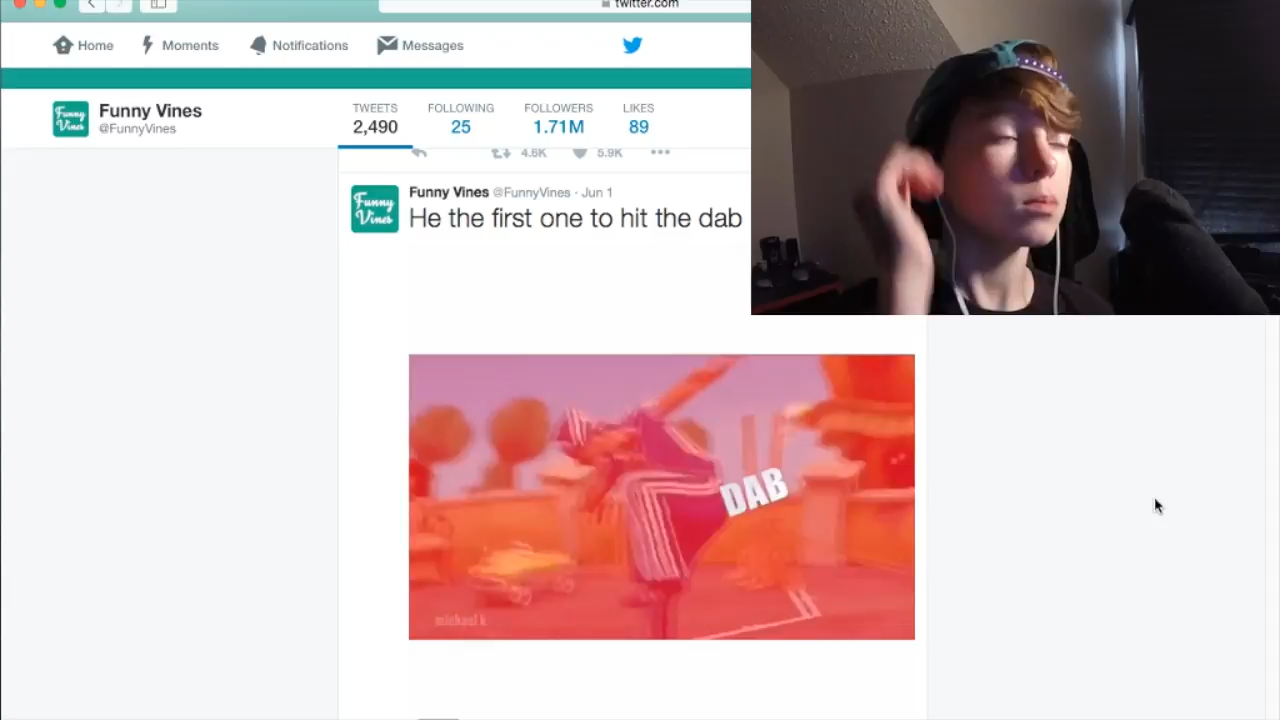 twitter.com
Home Moments Notifications Messages
Funny Vines
@FunnyVines
TWEETS FOLLOWING FOLLOWERS LIKES
2,490 25 1.71M 89
4.6K 5.9K
Funny Vines
Funny Vines @FunnyVines · Jun 1
He the first one to hit the dab
Funny Vines
DAB
michael k